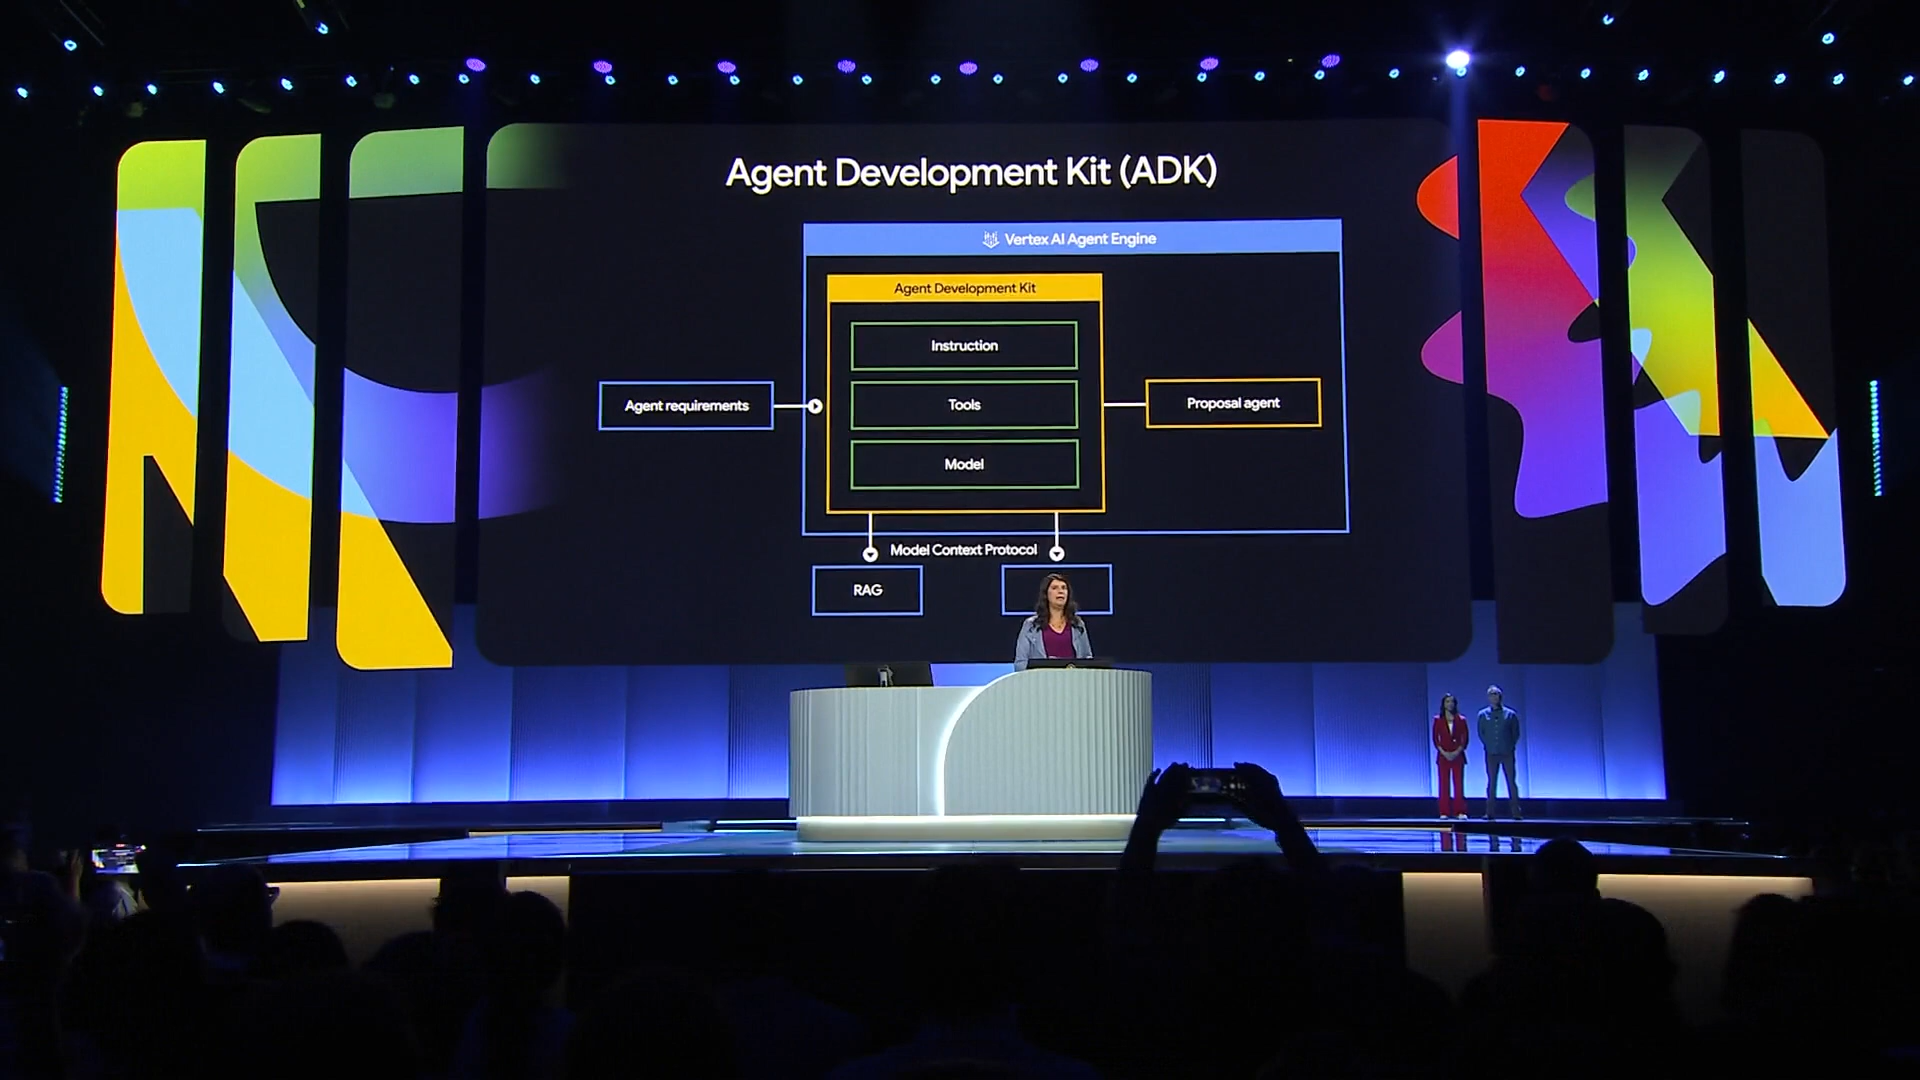 Agent Development Kit (ADK)
Vertex AI Agent Engine
Agent Development Kit
Instruction
Agent requirements
Tools
Proposal agent
Model
Model Context Protocol
RAG